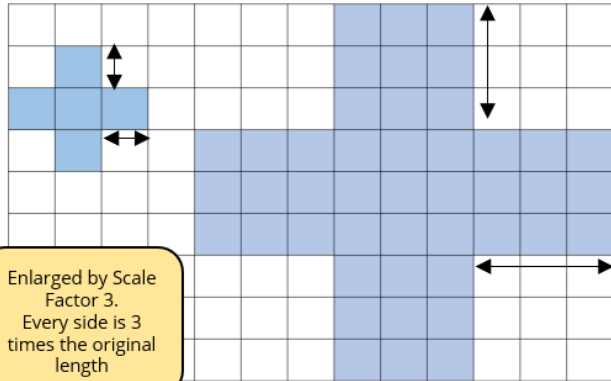 Enlarged by Scale
Factor 3.
Every side is 3
times the original
length